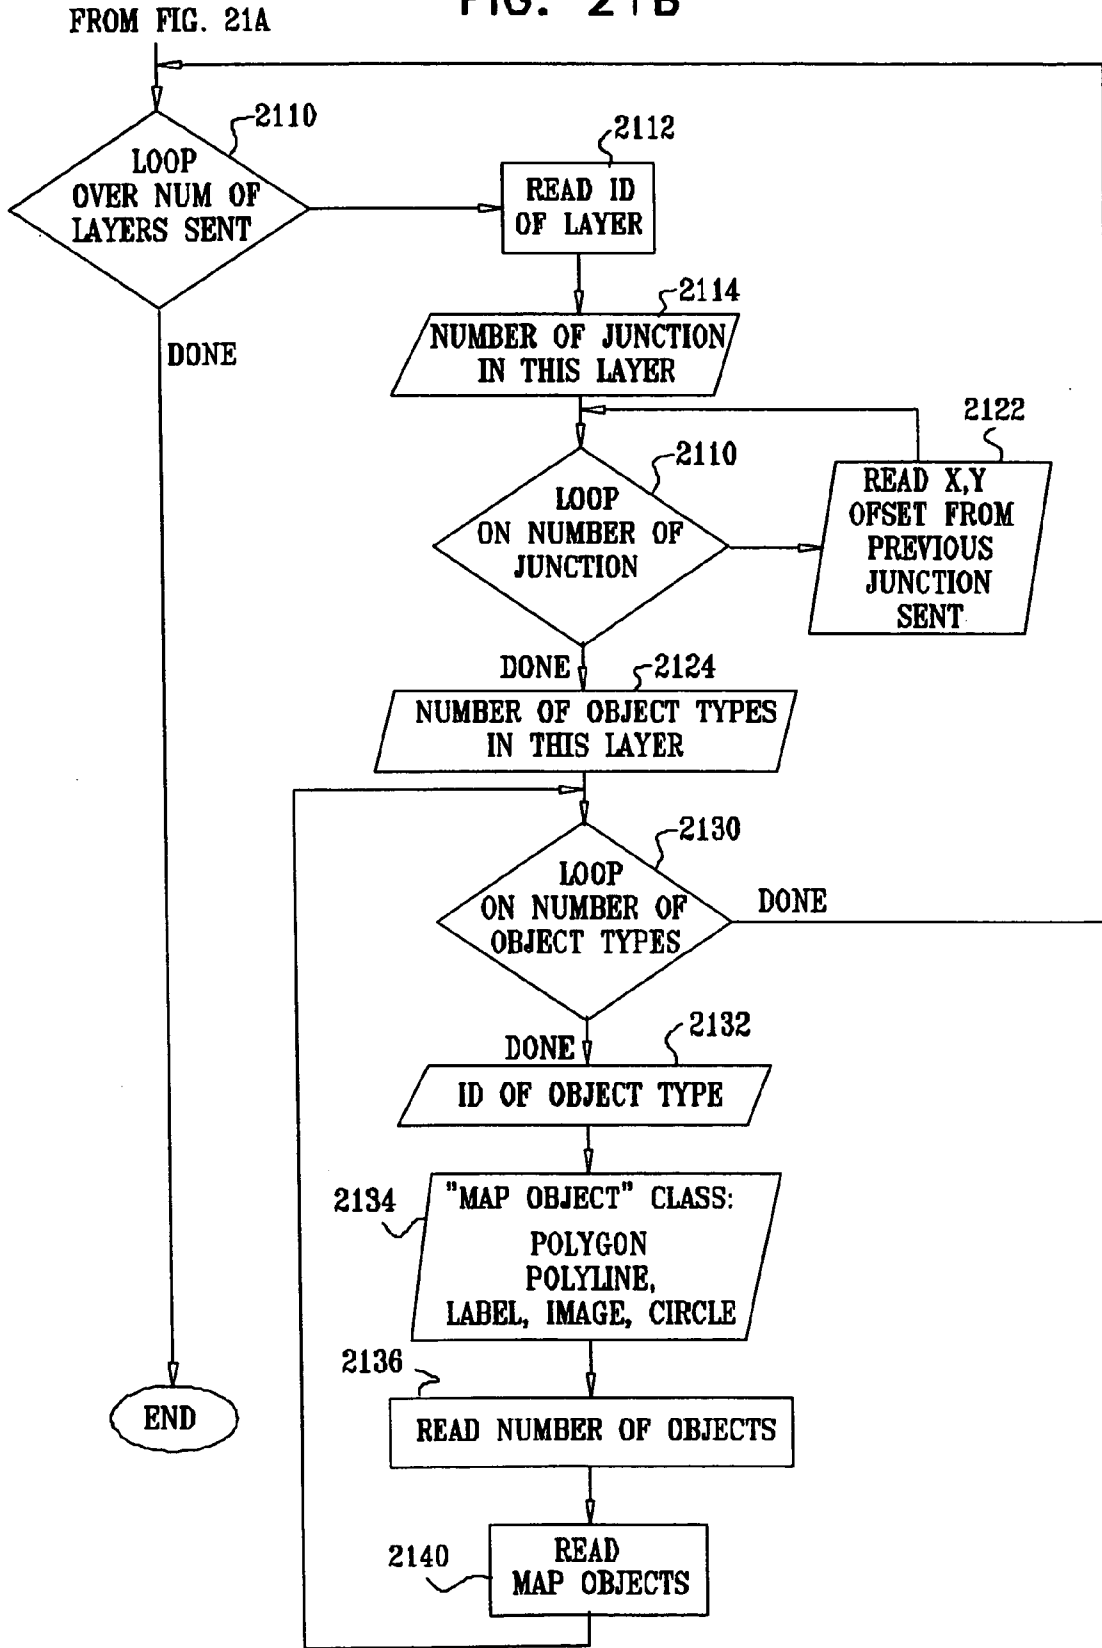 FIG. 21B
FROM FIG. 21A
2110
LOOP
OVER NUM OF
LAYERS SENT
DONE
2112
READ ID
OF LAYER
2114
NUMBER OF JUNCTION
IN THIS LAYER
2110
LOOP
ON NUMBER OF
JUNCTION
2122
READ X,Y
OFSET FROM
PREVIOUS
JUNCTION
SENT
DONE
2124
NUMBER OF OBJECT TYPES
IN THIS LAYER
2130
LOOP
ON NUMBER OF
OBJECT TYPES
DONE
DONE
2132
ID OF OBJECT TYPE
2134
"MAP OBJECT" CLASS:
POLYGON
POLYLINE,
LABEL, IMAGE, CIRCLE
2136
READ NUMBER OF OBJECTS
END
2140
READ
MAP OBJECTS